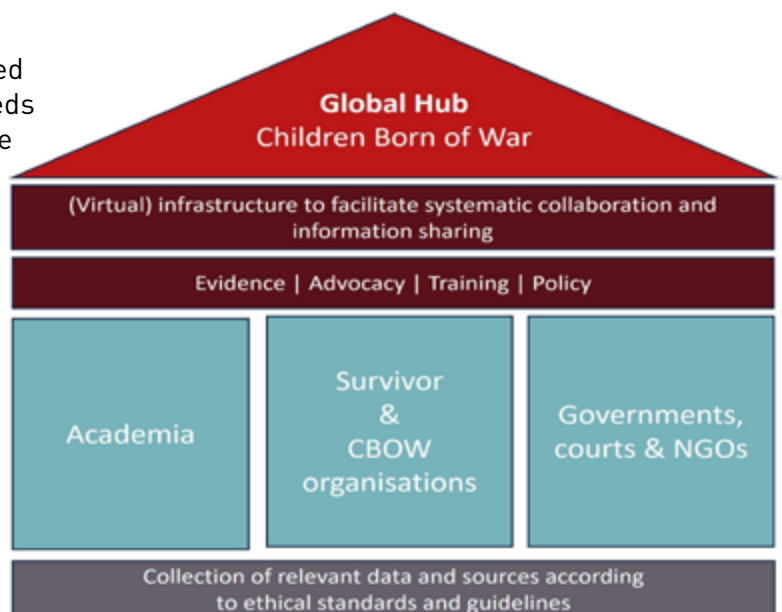 ed
eds
e
Global Hub
Children Born of War
(Virtual) infrastructure to facilitate systematic collaboration and
information sharing
Evidence | Advocacy | Training | Policy
Academia
Survivor
&
CBOW
organisations
Governments,
courts & NGOs
Collection of relevant data and sources according
to ethical standards and guidelines